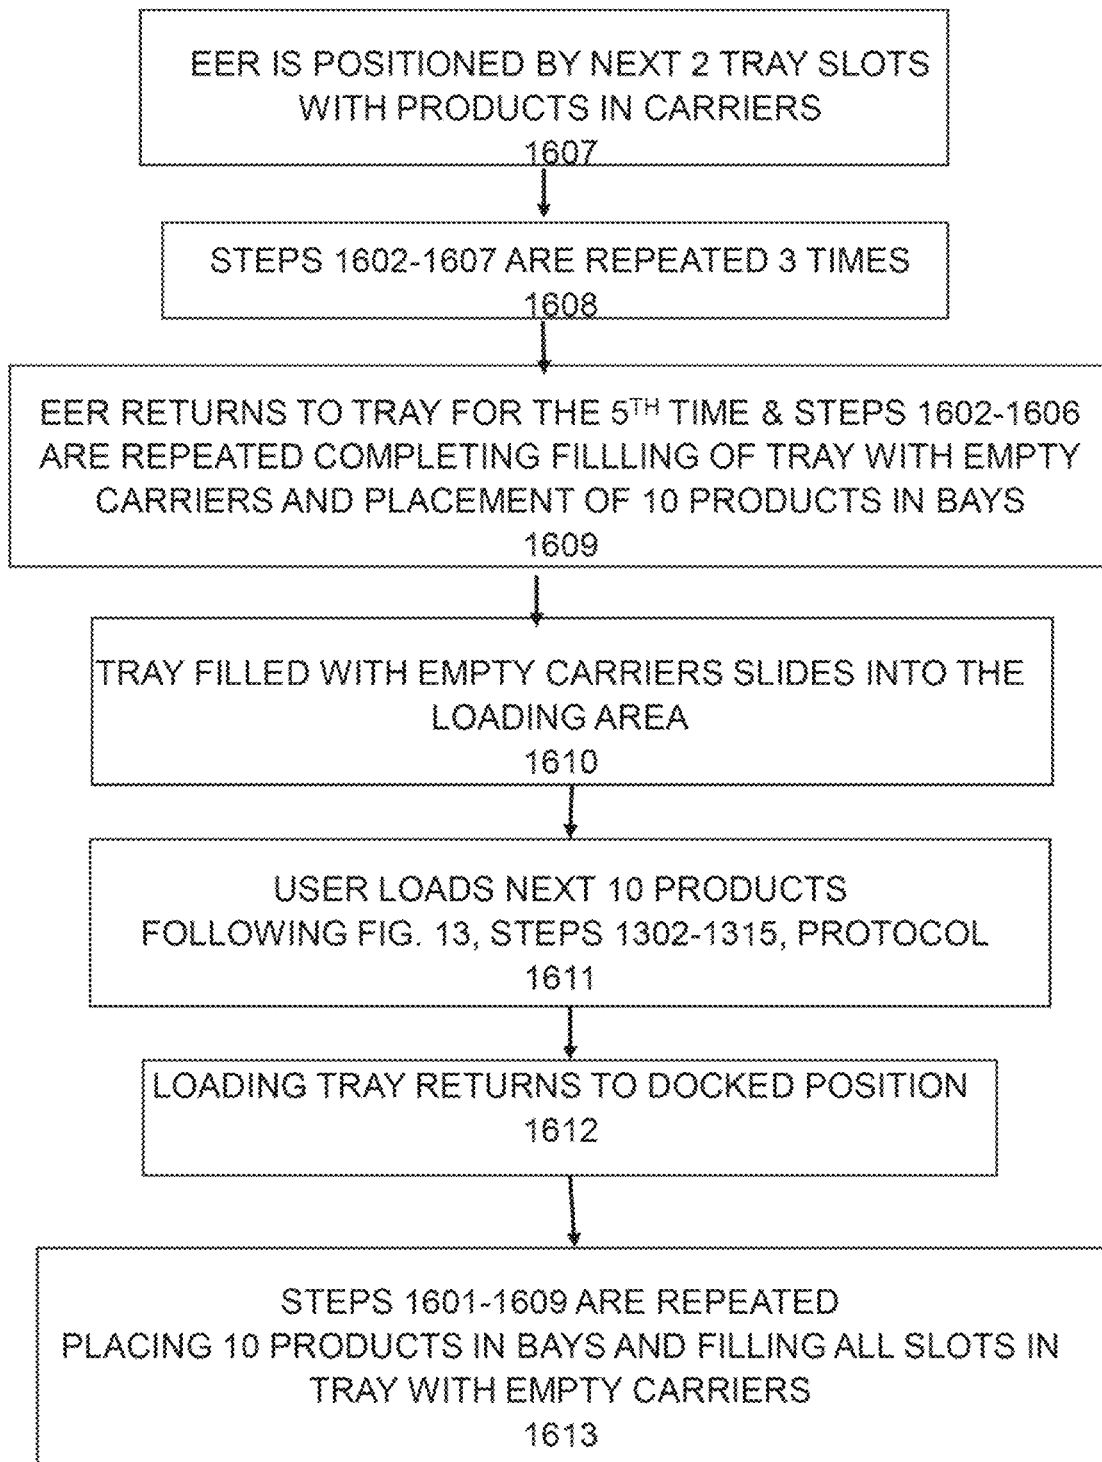 EER IS POSITIONED BY NEXT 2 TRAY SLOTS
WITH PRODUCTS IN CARRIERS
1607
STEPS 1602-1607 ARE REPEATED 3 TIMES
1608
EER RETURNS TO TRAY FOR THE 5TH TIME & STEPS 1602-1606
ARE REPEATED COMPLETING FILLLING OF TRAY WITH EMPTY
CARRIERS AND PLACEMENT OF 10 PRODUCTS IN BAYS
1609
TRAY FILLED WITH EMPTY CARRIERS SLIDES INTO THE
LOADING AREA
1610
USER LOADS NEXT 10 PRODUCTS
FOLLOWING FIG. 13, STEPS 1302-1315, PROTOCOL
1611
LOADING TRAY RETURNS TO DOCKED POSITION
1612
STEPS 1601-1609 ARE REPEATED
PLACING 10 PRODUCTS IN BAYS AND FILLING ALL SLOTS IN
TRAY WITH EMPTY CARRIERS
1613